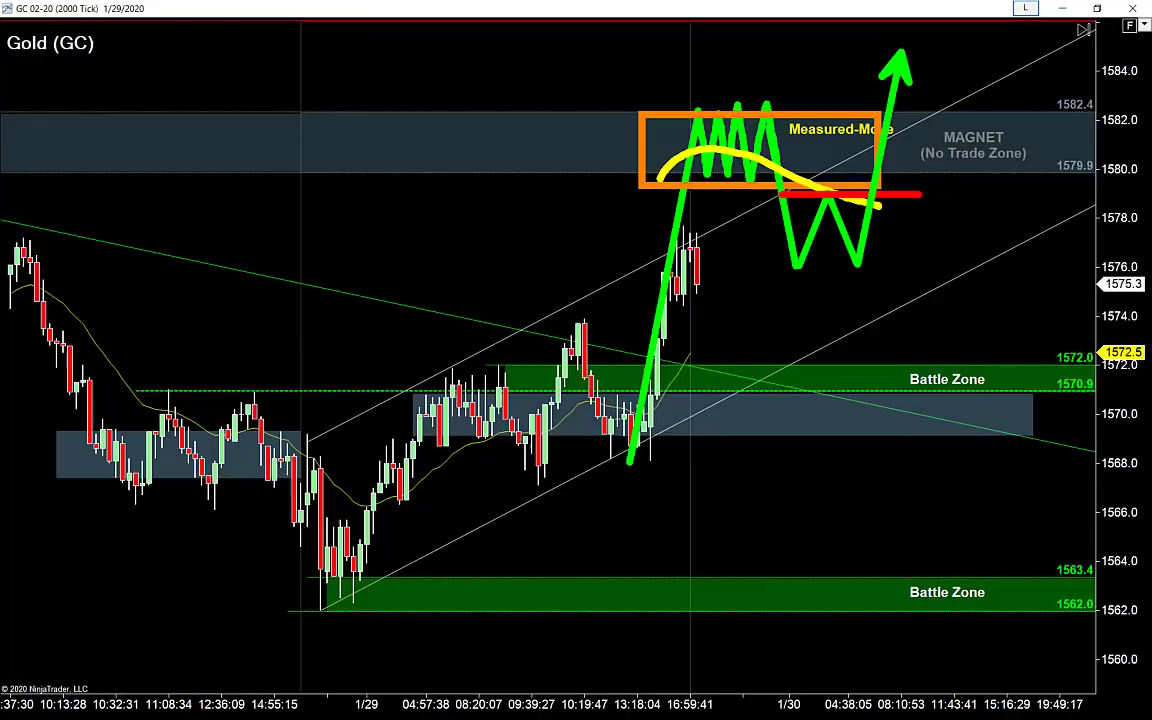 GC 02-20 (2000 Tick) 1/29/2020
L
Gold (GC)
F
1584.0
1582.4
1582.0
Measured-Move
MAGNET
(No Trade Zone)
1579.9
1580.0
1578.0
1576.0
1575.3
1574.0
1572.5
1572.0
1572.0
Battle Zone
1570.9
1570.0
1568.0
1566.0
1564.0
1563.4
Battle Zone
1562.0
1562.0
1560.0
© 2020 NinjaTrader, LLC
:37:30 10:13:28 10:32:31 11:08:34 12:36:09 14:55:15 1/29 04:57:38 08:20:07 09:39:27 10:19:47 13:18:04 16:59:41 1/30 04:38:05 08:10:53 11:43:41 15:16:29 19:49:17